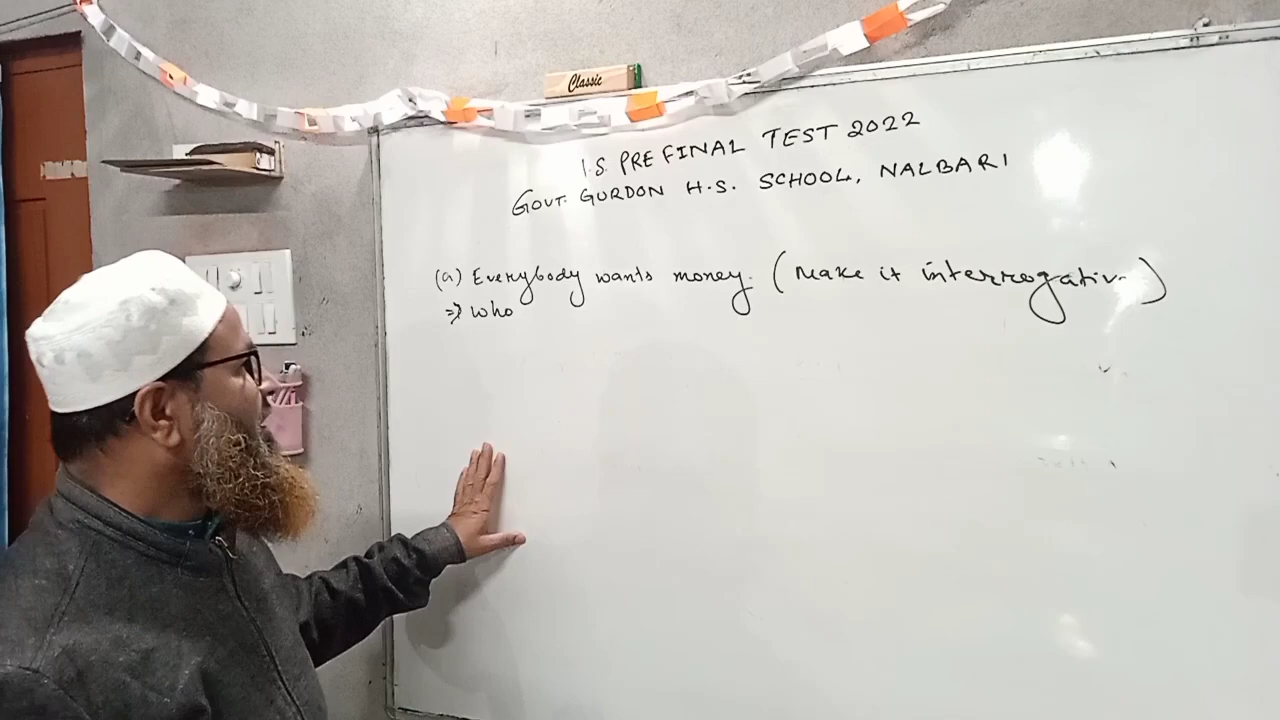 Classic
I.S. PRE FINAL TEST 2022
GOVT. GURDON H.S. SCHOOL, NALBARI
(a) Everybody wants money. (Make it interrogative)
⇒ Who